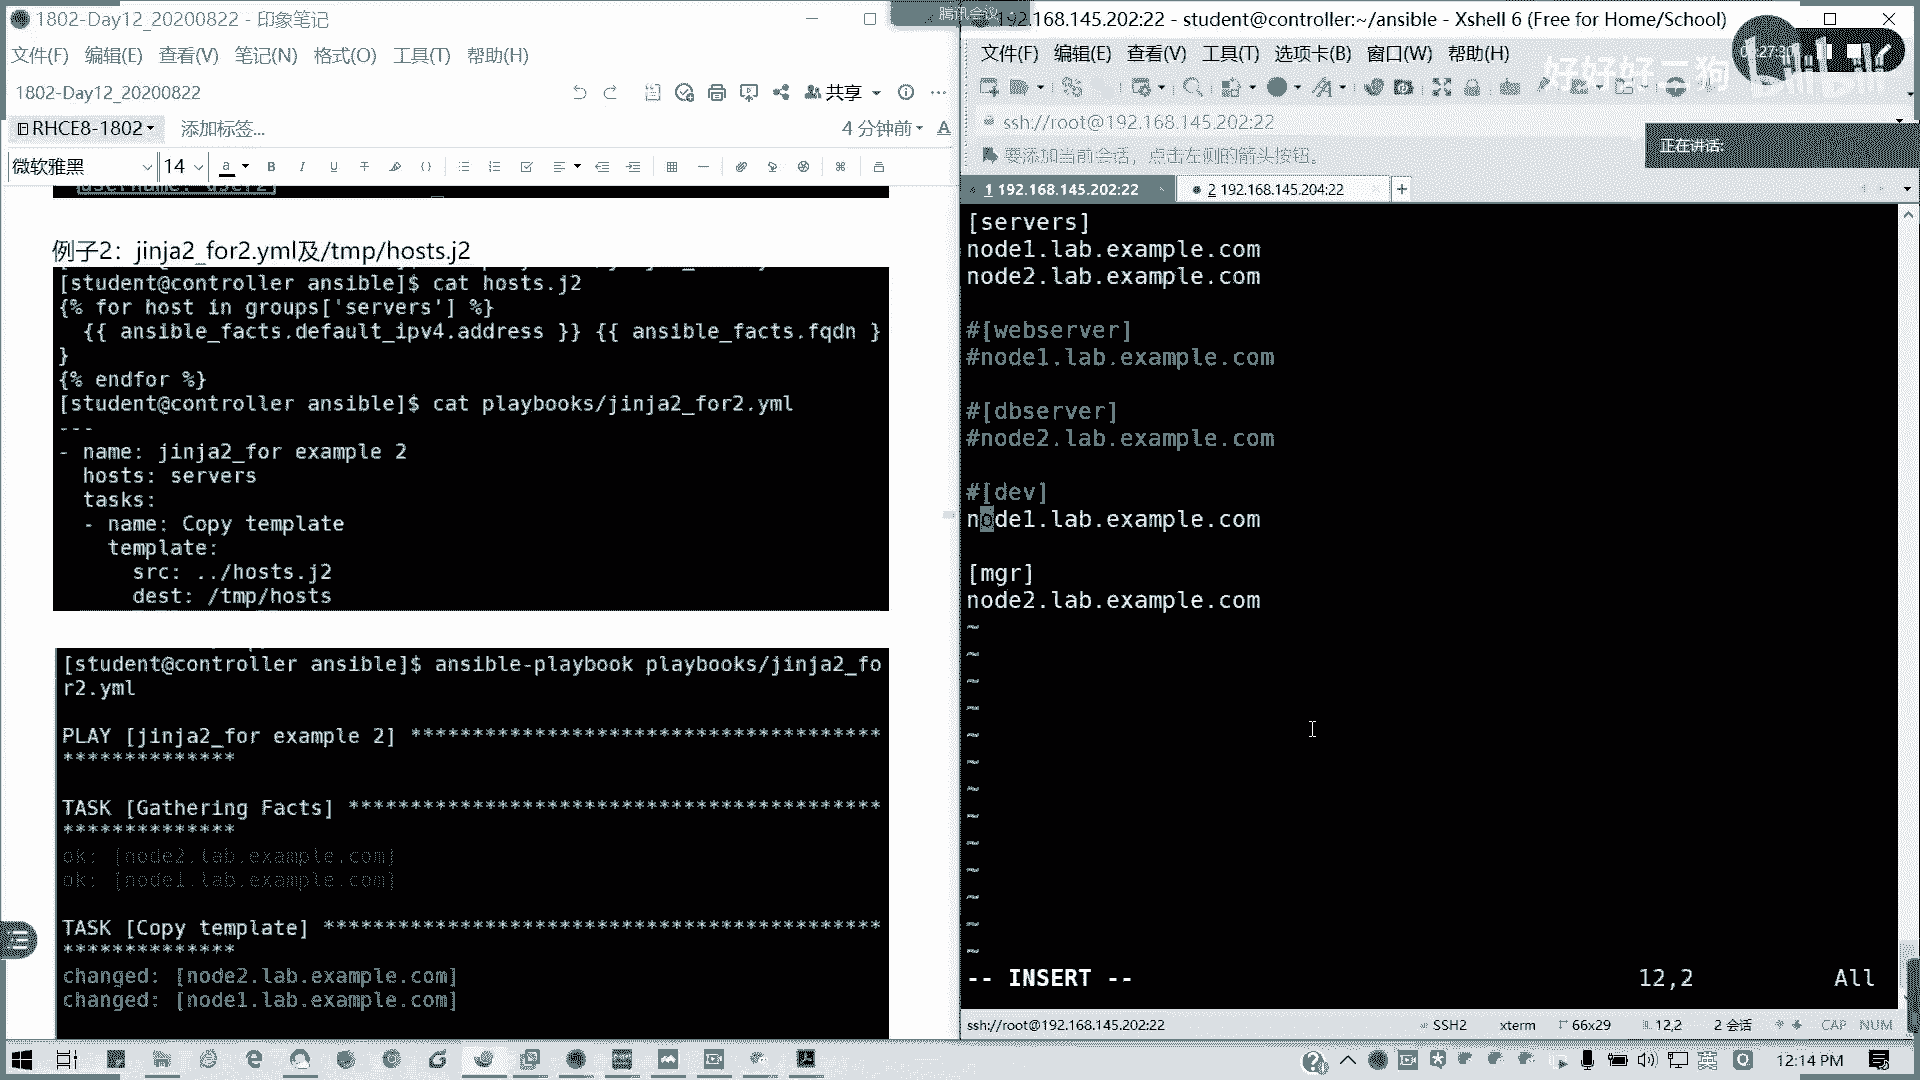 1802-Day12_20200822 - 印象笔记
文件(F) 编辑(E) 查看(V) 笔记(N) 格式(O) 工具(T) 帮助(H)
1802-Day12_20200822
共享
RHCE8-1802
添加标签...
4 分钟前
微软雅黑
14
例子2：jinja2_for2.yml及/tmp/hosts.j2
[student@controller ansible]$ cat hosts.j2
{% for host in groups['servers'] %}
  {{ ansible_facts.default_ipv4.address }} {{ ansible_facts.fqdn }
}
{% endfor %}
[student@controller ansible]$ cat playbooks/jinja2_for2.yml
---
- name: jinja2_for example 2
  hosts: servers
  tasks:
  - name: Copy template
    template:
      src: ../hosts.j2
      dest: /tmp/hosts
[student@controller ansible]$ ansible-playbook playbooks/jinja2_fo
r2.yml
PLAY [jinja2_for example 2] **************************************
**************
TASK [Gathering Facts] *******************************************
**************
ok: [node2.lab.example.com]
ok: [node1.lab.example.com]
TASK [Copy template] *********************************************
**************
changed: [node2.lab.example.com]
changed: [node1.lab.example.com]
腾讯会议
192.168.145.202:22 - student@controller:~/ansible - Xshell 6 (Free for Home/School)
文件(F) 编辑(E) 查看(V) 工具(T) 选项卡(B) 窗口(W) 帮助(H)
好好好二狗
bilibili
ssh://root@192.168.145.202:22
要添加当前会话，点击左侧的箭头按钮。
正在讲话:
1 192.168.145.202:22
2 192.168.145.204:22
[servers]
node1.lab.example.com
node2.lab.example.com
#[webserver]
#node1.lab.example.com
#[dbserver]
#node2.lab.example.com
#[dev]
node1.lab.example.com
[mgr]
node2.lab.example.com
~
~
~
~
~
~
~
~
~
~
~
~
~
-- INSERT --
12,2
All
ssh://root@192.168.145.202:22
SSH2
xterm
66x29
12,2
2 会话
CAP NUM
英
12:14 PM